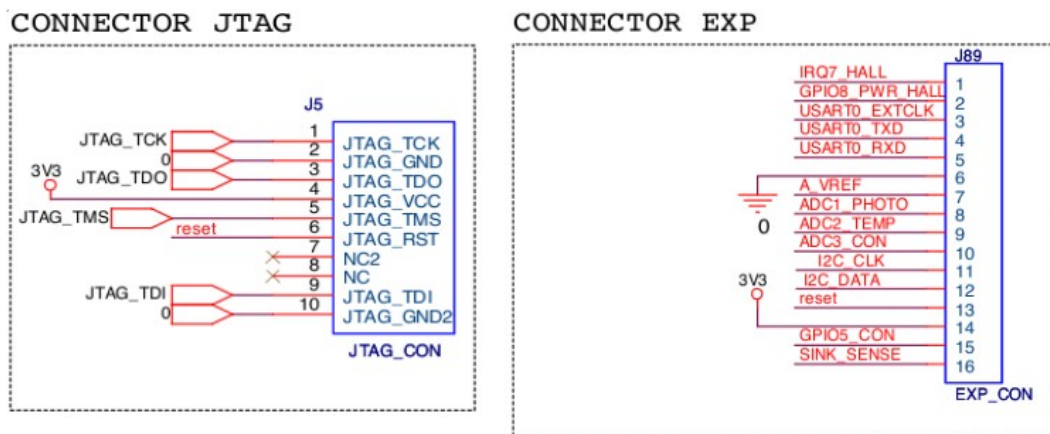 CONNECTOR JTAG
J5
JTAG_TCK 1 JTAG_TCK
0 2 JTAG_GND
JTAG_TDO 3 JTAG_TDO
3V3 4 JTAG_VCC
JTAG_TMS 5 JTAG_TMS
reset 6 JTAG_RST
7 NC2
8 NC
JTAG_TDI 9 JTAG_TDI
0 10 JTAG_GND2
JTAG_CON
CONNECTOR EXP
J89
IRQ7_HALL 1
GPIO8_PWR_HALL 2
USART0_EXTCLK 3
USART0_TXD 4
USART0_RXD 5
6
0
A_VREF 7
ADC1_PHOTO 8
ADC2_TEMP 9
ADC3_CON 10
I2C_CLK 11
I2C_DATA 12
reset 13
3V3 14
GPIO5_CON 15
SINK_SENSE 16
EXP_CON